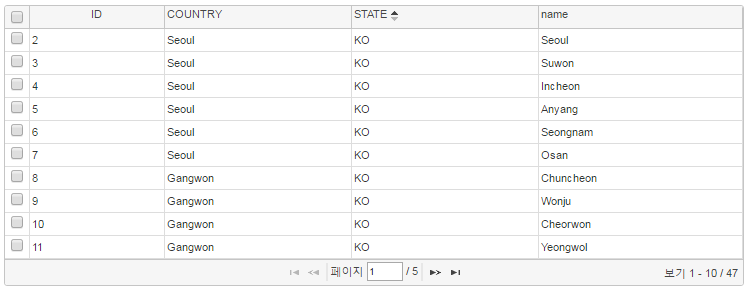 ID COUNTRY STATE name
2 Seoul KO Seoul
3 Seoul KO Suwon
4 Seoul KO Incheon
5 Seoul KO Anyang
6 Seoul KO Seongnam
7 Seoul KO Osan
8 Gangwon KO Chuncheon
9 Gangwon KO Wonju
10 Gangwon KO Cheorwon
11 Gangwon KO Yeongwol
페이지 1 / 5 보기 1 - 10 / 47